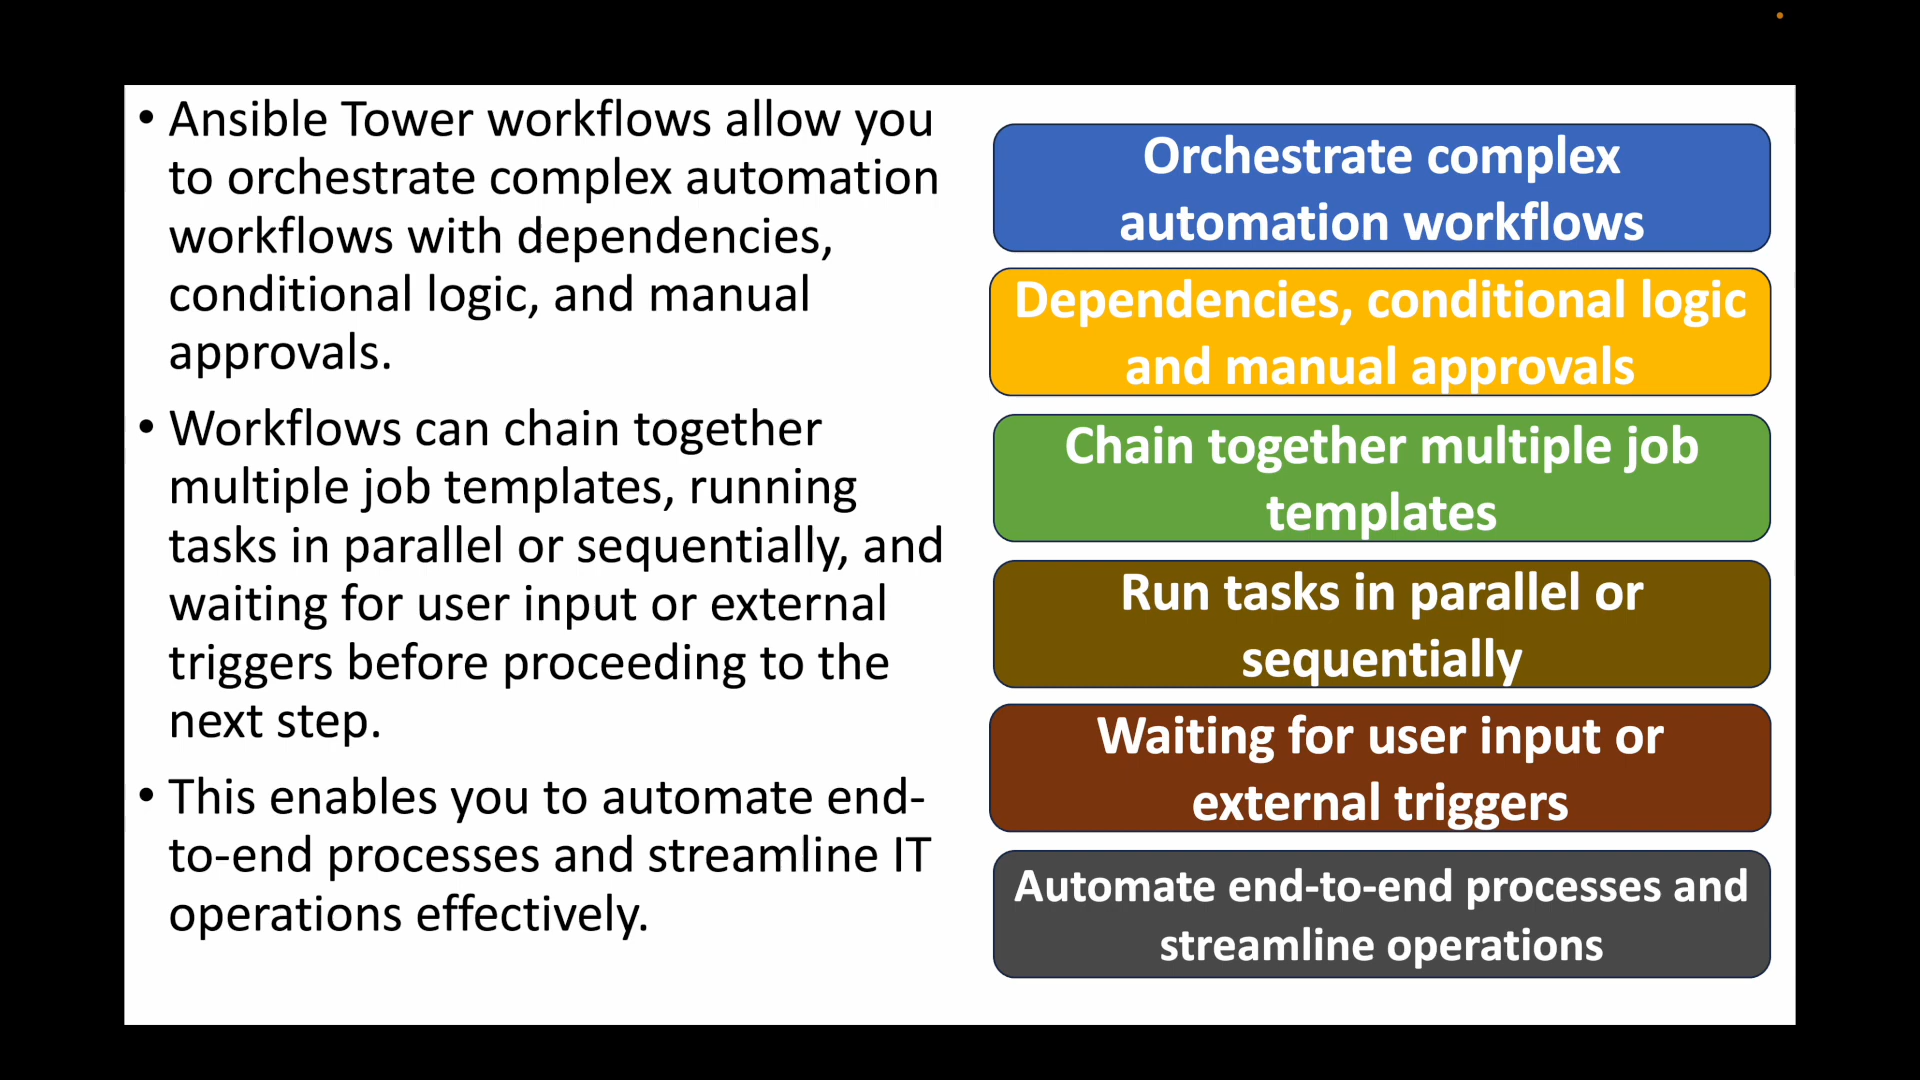 • Ansible Tower workflows allow you
to orchestrate complex automation
workflows with dependencies,
conditional logic, and manual
approvals.
• Workflows can chain together
multiple job templates, running
tasks in parallel or sequentially, and
waiting for user input or external
triggers before proceeding to the
next step.
• This enables you to automate end-
to-end processes and streamline IT
operations effectively.
Orchestrate complex
automation workflows
Dependencies, conditional logic
and manual approvals
Chain together multiple job
templates
Run tasks in parallel or
sequentially
Waiting for user input or
external triggers
Automate end-to-end processes and
streamline operations